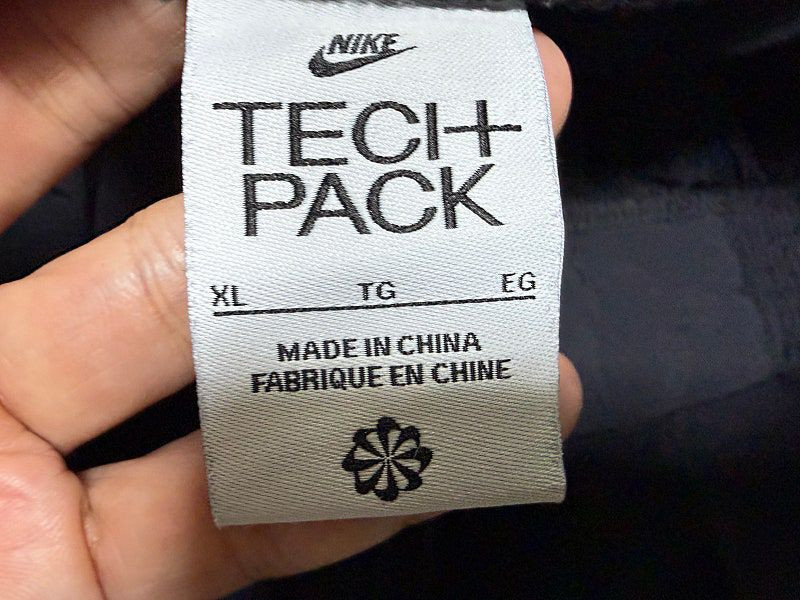 NIKE
TECH
PACK
XL TG EG
MADE IN CHINA
FABRIQUE EN CHINE